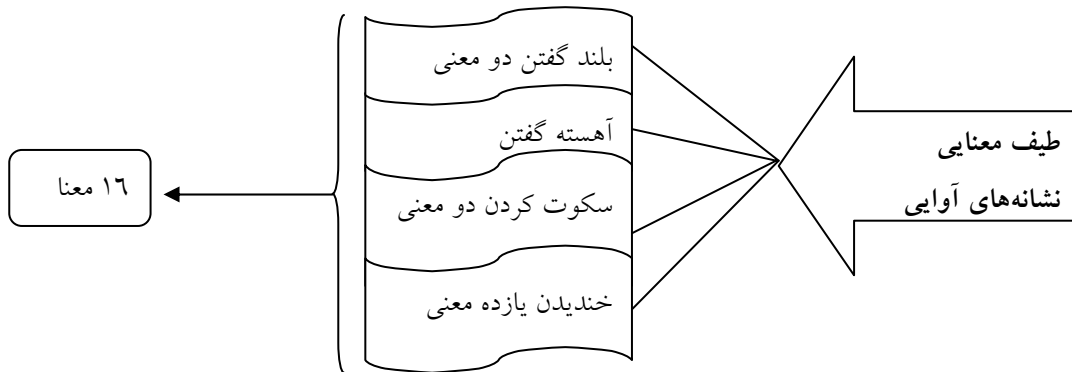 طیف معنایی
نشانه‌های آوایی
بلند گفتن دو معنی
آهسته گفتن
سکوت کردن دو معنی
خندیدن یازده معنی
۱۶ معنا